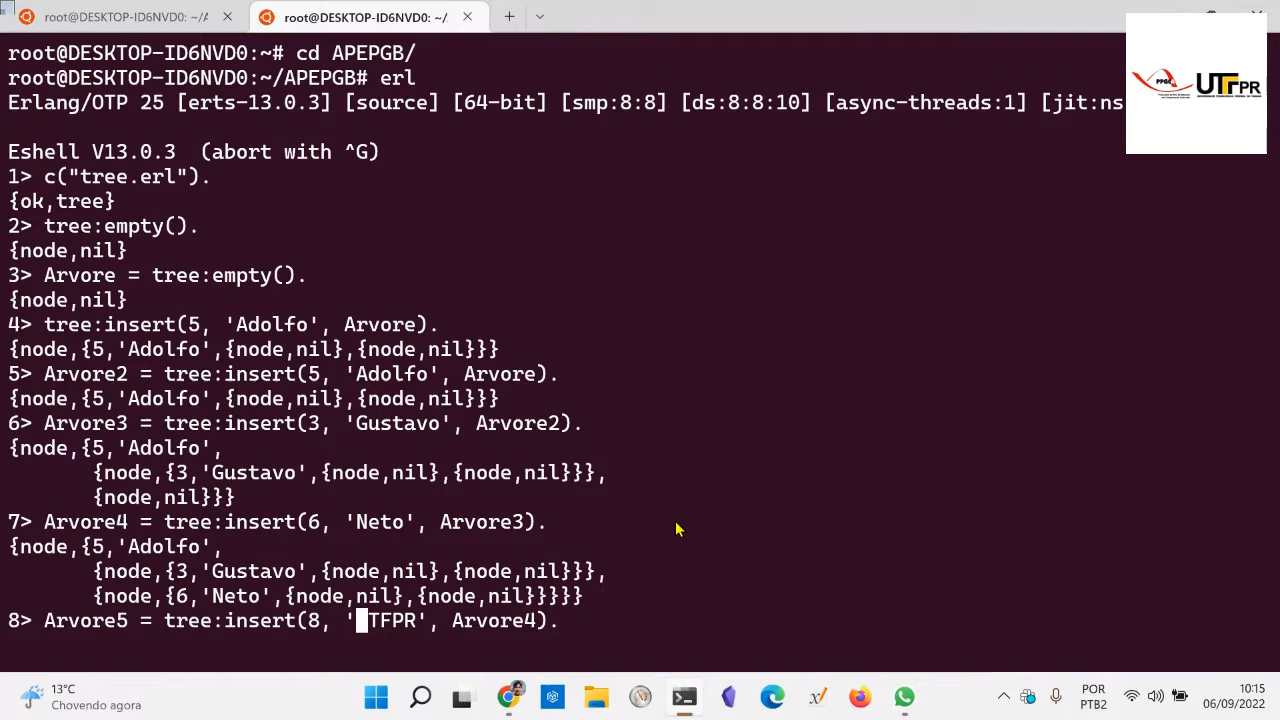 root@DESKTOP-ID6NVD0: ~/
root@DESKTOP-ID6NVD0: ~/.
root@DESKTOP-ID6NVD0:~# cd APEPGB/
root@DESKTOP-ID6NVD0:~/APEPGB# erl
Erlang/OTP 25 [erts-13.0.3] [source] [64-bit] [smp:8:8] [ds:8:8:10] [async-threads:1] [jit:ns
UTFPR
Eshell V13.0.3  (abort with ^G)
1> c("tree.erl").
{ok,tree}
2> tree:empty().
{node,nil}
3> Arvore = tree:empty().
{node,nil}
4> tree:insert(5, 'Adolfo', Arvore).
{node,{5,'Adolfo',{node,nil},{node,nil}}}
5> Arvore2 = tree:insert(5, 'Adolfo', Arvore).
{node,{5,'Adolfo',{node,nil},{node,nil}}}
6> Arvore3 = tree:insert(3, 'Gustavo', Arvore2).
{node,{5,'Adolfo',
{node,{3,'Gustavo',{node,nil},{node,nil}}},
{node,nil}}}
7> Arvore4 = tree:insert(6, 'Neto', Arvore3).
{node,{5,'Adolfo',
{node,{3,'Gustavo',{node,nil},{node,nil}}},
{node,{6,'Neto',{node,nil},{node,nil}}}}}
8> Arvore5 = tree:insert(8, ' TFPR', Arvore4).
13°C
Chovendo agora
POR
PTB2
10:15
06/09/2022